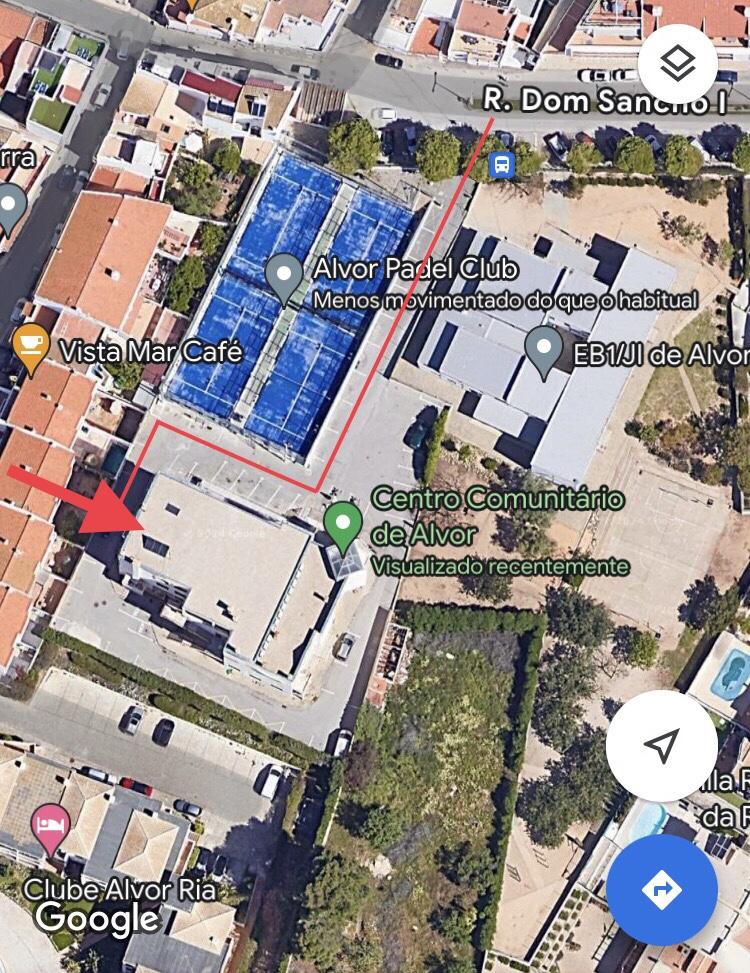 R. Dom Sancho I
rra
Alvor Padel Club
Menos movimentado do que o habitual
Vista Mar Café
EB1/JI de Alvor
Centro Comunitário
de Alvor
Visualizado recentemente
Clube Alvor Ria
Google